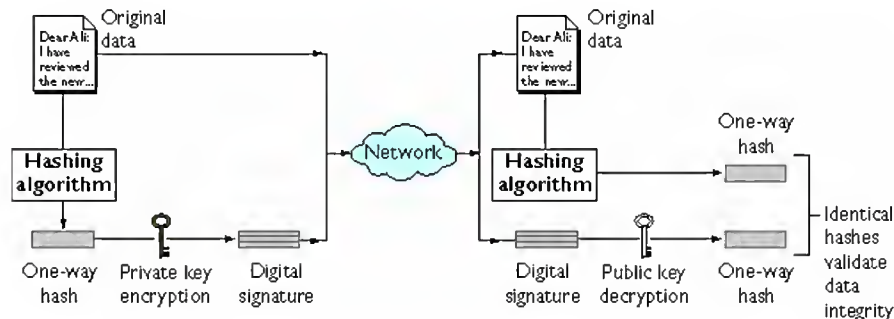 Original
data
Dear Ali:
I have
reviewed
the new...
Hashing
algorithm
One-way
hash
Private key
encryption
Digital
signature
Network
Original
data
Dear Ali:
I have
reviewed
the new...
Hashing
algorithm
One-way
hash
Digital
signature
Public key
decryption
One-way
hash
Identical
hashes
validate
data
integrity